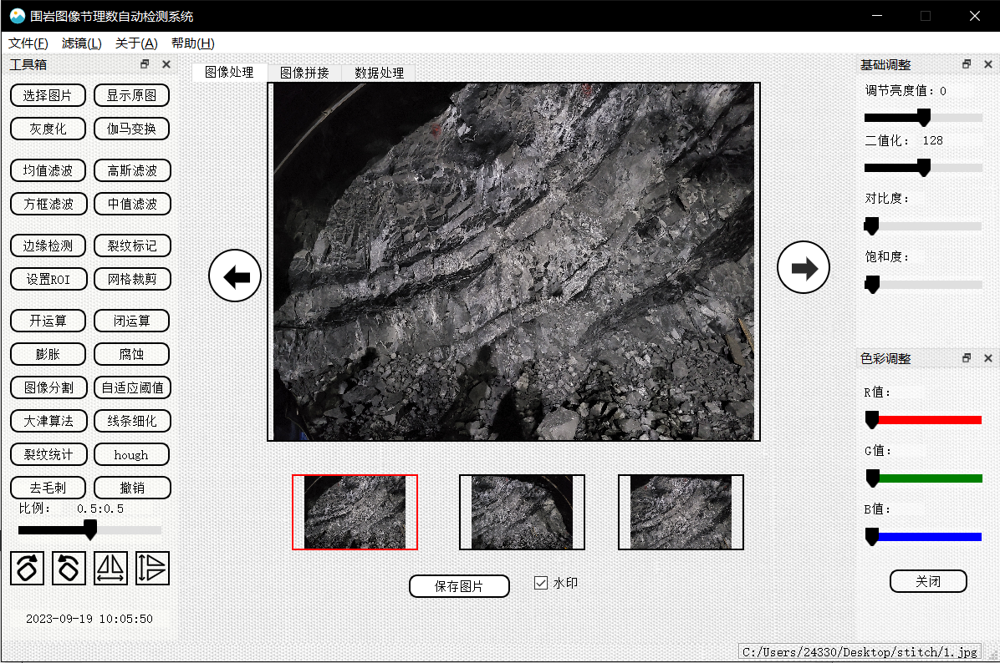 围岩图像节理数自动检测系统
文件(F) 滤镜(L) 关于(A) 帮助(H)
工具箱
选择图片 显示原图
灰度化 伽马变换
均值滤波 高斯滤波
方框滤波 中值滤波
边缘检测 裂纹标记
设置ROI 网格裁剪
开运算 闭运算
膨胀 腐蚀
图像分割 自适应阈值
大津算法 线条细化
裂纹统计 hough
去毛刺 撤销
比例： 0.5:0.5
2023-09-19 10:05:50
图像处理 图像拼接 数据处理
保存图片 水印
基础调整
调节亮度值：0
二值化： 128
对比度：
饱和度：
色彩调整
R值：
G值：
B值：
关闭
C:/Users/24330/Desktop/stitch/1.jpg